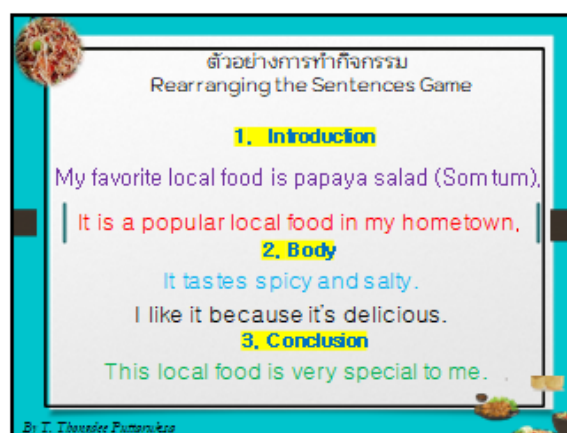 ตัวอย่างการทำกิจกรรม
Rearranging the Sentences Game
1. Introduction
My favorite local food is papaya salad (Som tum).
It is a popular local food in my hometown.
2. Body
It tastes spicy and salty.
I like it because it's delicious.
3. Conclusion
This local food is very special to me.
By T. Thanadee Puttaruksa